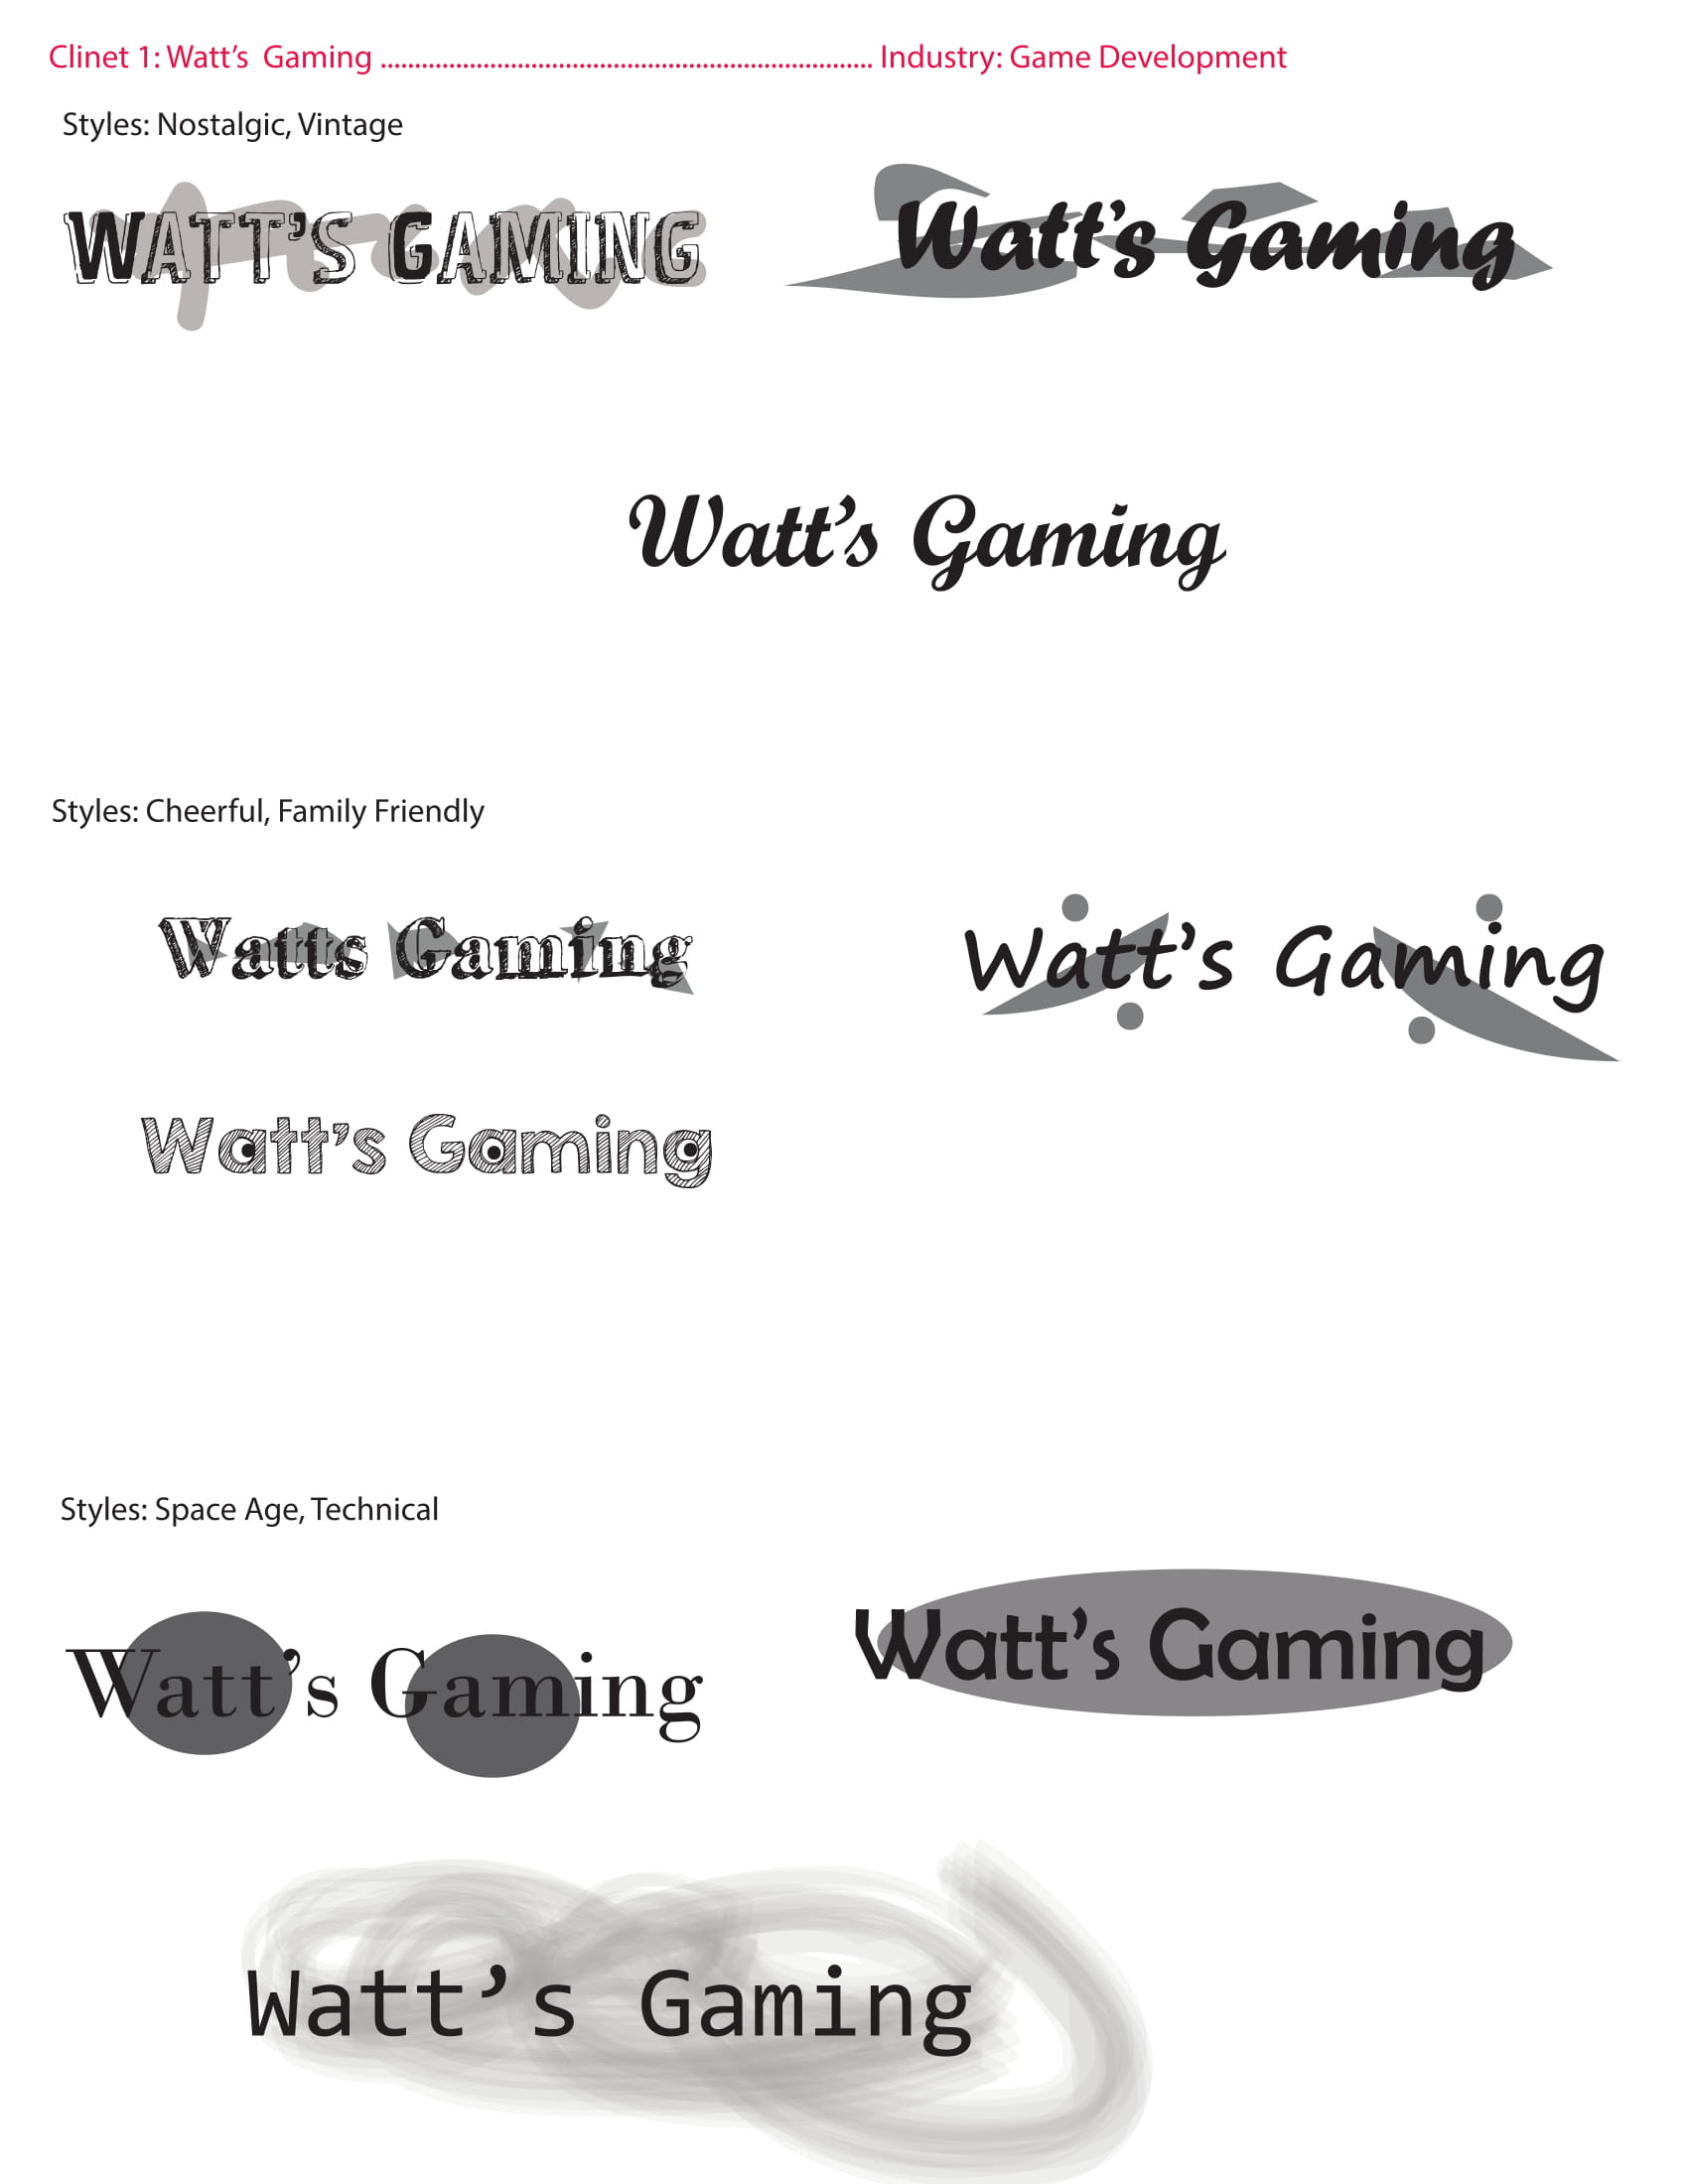 Clinet 1: Watt’s  Gaming ........................................................................ Industry: Game Development
Styles: Nostalgic, Vintage
WATT’S GAMING
Watt’s Gaming
Watt’s Gaming
Styles: Cheerful, Family Friendly
Watts Gaming
Watt’s Gaming
Watt’s Gaming
Styles: Space Age, Technical
Watt’s Gaming
Watt’s Gaming
Watt’s Gaming